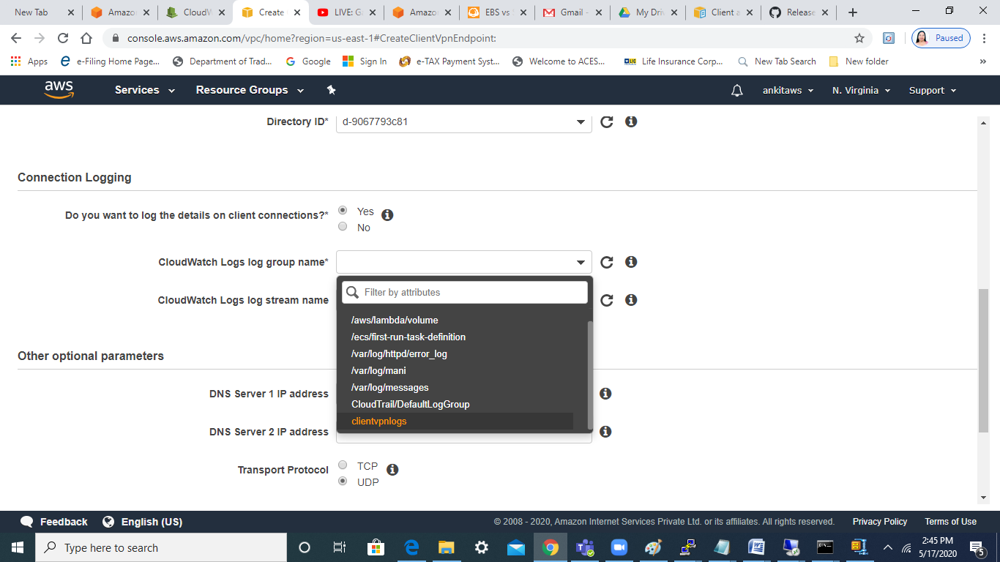 New Tab
Amazo
CloudW
Create
LIVE: G
Amazo
EBS vs
Gmail -
My Driv
Client a
Release
console.aws.amazon.com/vpc/home?region=us-east-1#CreateClientVpnEndpoint:
Paused
Apps
e-Filing Home Page...
Department of Trad...
Google
Sign In
e-TAX Payment Syst...
Welcome to ACES...
LIC
Life Insurance Corp...
New Tab Search
New folder
aws
Services
Resource Groups
ankitaws
N. Virginia
Support
Directory ID* d-9067793c81
Connection Logging
Do you want to log the details on client connections?* Yes
No
CloudWatch Logs log group name*
Filter by attributes
CloudWatch Logs log stream name
/aws/lambda/volume
/ecs/first-run-task-definition
/var/log/httpd/error_log
/var/log/mani
/var/log/messages
CloudTrail/DefaultLogGroup
clientvpnlogs
Other optional parameters
DNS Server 1 IP address
DNS Server 2 IP address
Transport Protocol TCP
UDP
Feedback
English (US)
© 2008 - 2020, Amazon Internet Services Private Ltd. or its affiliates. All rights reserved.
Privacy Policy
Terms of Use
Type here to search
2:45 PM
5/17/2020
5